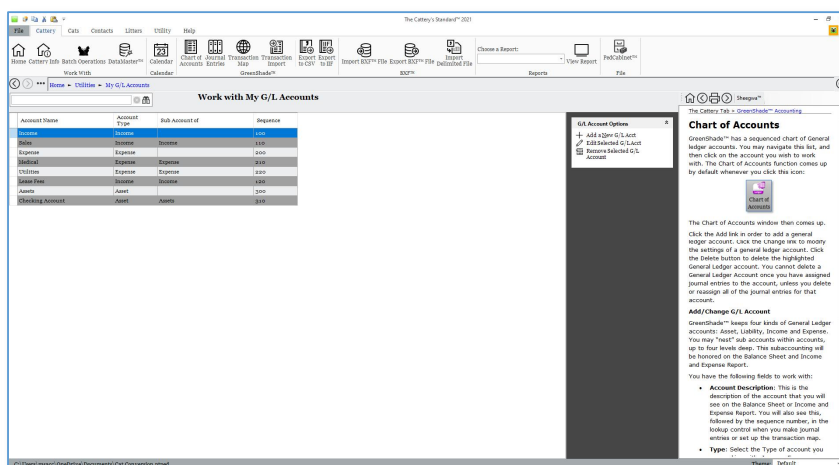 The Cattery's Standard™ 2021
File Cattery Cats Contacts Litters Utility Help
Home Cattery Info Batch Operations DataMaster™ Calendar Chart of Accounts Journal Entries Transaction Map Transaction Import Export to CSV Export to IIF Import BXF™ File Export BXF™ File Import Delimited File Choose a Report: View Report PedCabinet™
Work With Calendar GreenShade™ BXF™ Reports File
Home Utilities My G/L Accounts
Work with My G/L Accounts
Sheegwa™
Account Name Account Type Sub Account of Sequence
Income Income 100
Sales Income Income 110
Expense Expense 200
Medical Expense Expense 210
Utilities Expense Expense 220
Lease Fees Income Income 120
Assets Asset 300
Checking Account Asset Assets 310
G/L Account Options
Add a New G/L Acct
Edit Selected G/L Acct
Remove Selected G/L
Account
The Cattery Tab » GreenShade™ Accounting
Chart of Accounts
GreenShade™ has a sequenced chart of General
ledger accounts. You may navigate this list, and
then click on the account you wish to work
with. The Chart of Accounts function comes up
by default whenever you click this icon:
Chart of
Accounts
The Chart of Accounts window then comes up.
Click the Add link in order to add a general
ledger account. Click the Change link to modify
the settings of a general ledger account. Click
the Delete button to delete the highlighted
General Ledger account. You cannot delete a
General Ledger Account once you have assigned
journal entries to the account, unless you delete
or reassign all of the journal entries for that
account.
Add/Change G/L Account
GreenShade™ keeps four kinds of General Ledger
accounts: Asset, Liability, Income and Expense.
You may "nest" sub accounts within accounts,
up to four levels deep. This subaccounting will
be honored on the Balance Sheet and Income
and Expense Report.
You have the following fields to work with:
• Account Description: This is the
description of the account that you will
see on the Balance Sheet or Income and
Expense Report. You will also see this,
followed by the sequence number, in the
lookup control when you make journal
entries or set up the transaction map.
• Type: Select the Type of account you
Theme Default